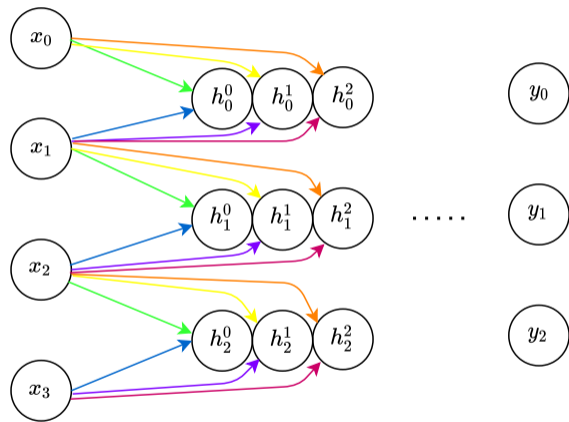 x₀
h₀⁰ h₀¹ h₀² y₀
x₁
h₁⁰ h₁¹ h₁² ..... y₁
x₂
h₂⁰ h₂¹ h₂² y₂
x₃